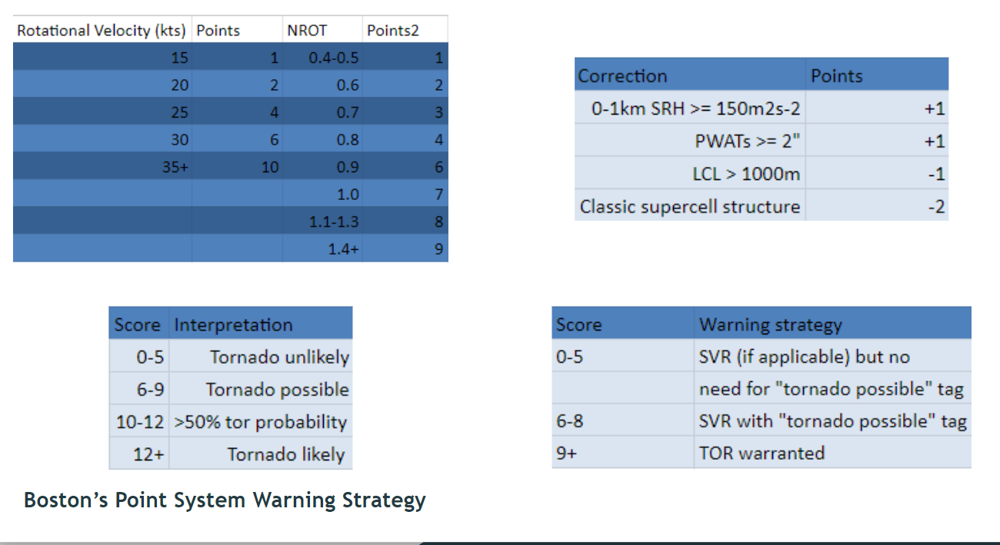 Rotational Velocity (kts) Points NROT Points2
15 1 0.4-0.5 1
20 2 0.6 2
25 4 0.7 3
30 6 0.8 4
35+ 10 0.9 6
1.0 7
1.1-1.3 8
1.4+ 9
Correction Points
0-1km SRH >= 150m2s-2 +1
PWATs >= 2" +1
LCL > 1000m -1
Classic supercell structure -2
Score Interpretation
0-5 Tornado unlikely
6-9 Tornado possible
10-12 >50% tor probability
12+ Tornado likely
Score Warning strategy
0-5 SVR (if applicable) but no
need for "tornado possible" tag
6-8 SVR with "tornado possible" tag
9+ TOR warranted
Boston’s Point System Warning Strategy